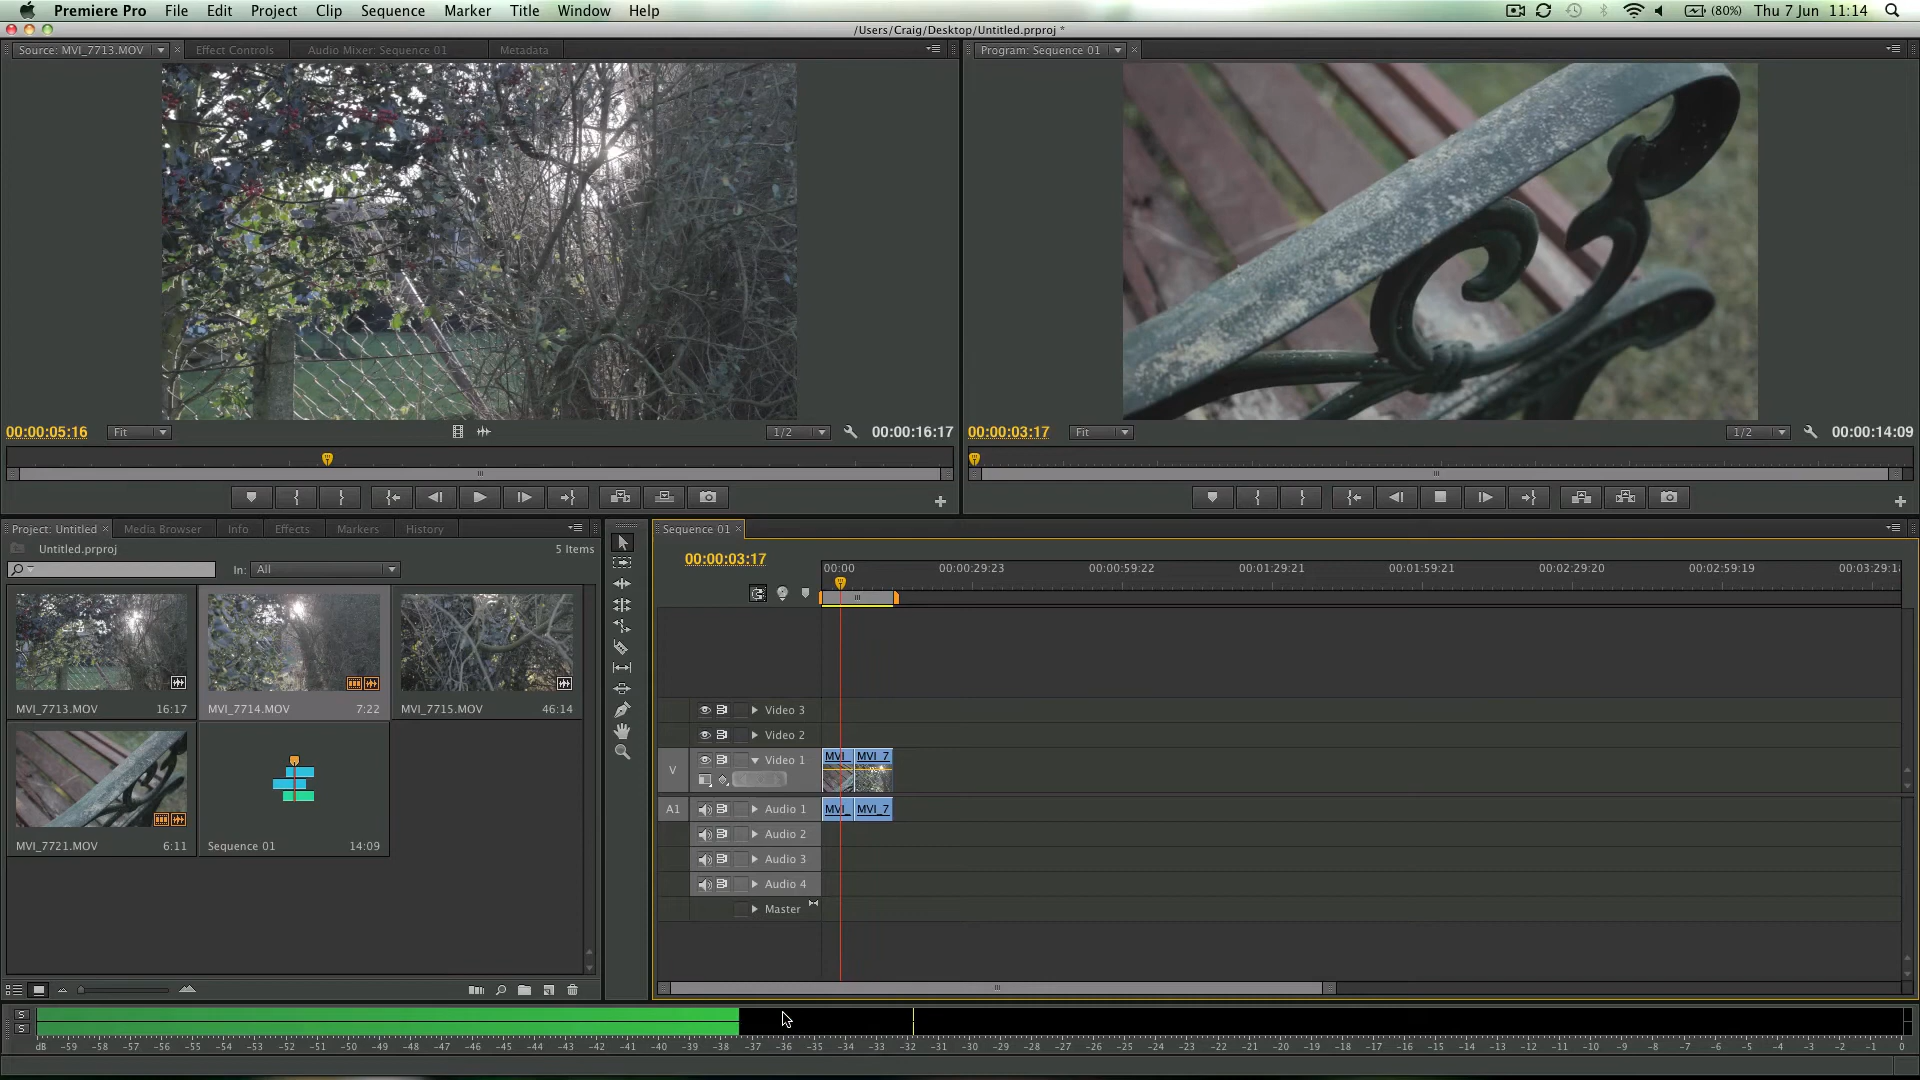 Premiere Pro File Edit Project Clip Sequence Marker Title Window Help (80%) Thu 7 Jun 11:14
/Users/Craig/Desktop/Untitled.prproj *
Source: MVI_7713.MOV Effect Controls Audio Mixer: Sequence 01 Metadata
Program: Sequence 01
00:00:05:16 Fit 1/2 00:00:16:17
00:00:03:17 Fit 1/2 00:00:14:09
Project: Untitled Media Browser Info Effects Markers History
Untitled.prproj 5 Items
In: All
MVI_7713.MOV 16:17
MVI_7714.MOV 7:22
MVI_7715.MOV 46:14
MVI_7721.MOV 6:11
Sequence 01 14:09
Sequence 01
00:00:03:17
00:00 00:00:29:23 00:00:59:22 00:01:29:21 00:01:59:21 00:02:29:20 00:02:59:19 00:03:29:18
Video 3
Video 2
V Video 1 MVI_ MVI_7
A1 Audio 1 MVI_ MVI_7
Audio 2
Audio 3
Audio 4
Master
S
S
dB -59 -58 -57 -56 -55 -54 -53 -52 -51 -50 -49 -48 -47 -46 -45 -44 -43 -42 -41 -40 -39 -38 -37 -36 -35 -34 -33 -32 -31 -30 -29 -28 -27 -26 -25 -24 -23 -22 -21 -20 -19 -18 -17 -16 -15 -14 -13 -12 -11 -10 -9 -8 -7 -6 -5 -4 -3 -2 -1 0